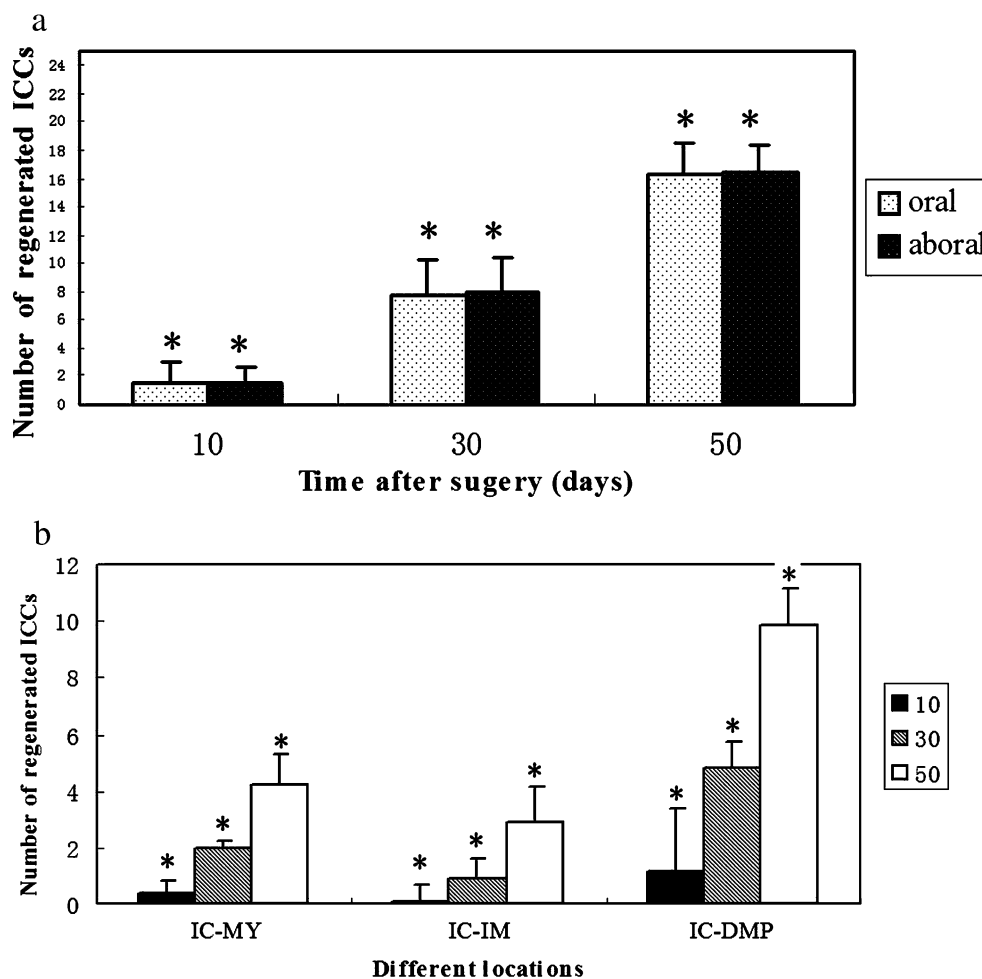 a
Number of regenerated ICCs
24
22
20
18
16
14
12
10
8
6
4
2
0
* * * * * *
oral
aboral
10 30 50
Time after sugery (days)
b
Number of regenerated ICCs
12
10
8
6
4
2
0
* * * * * * * * *
10
30
50
IC-MY IC-IM IC-DMP
Different locations